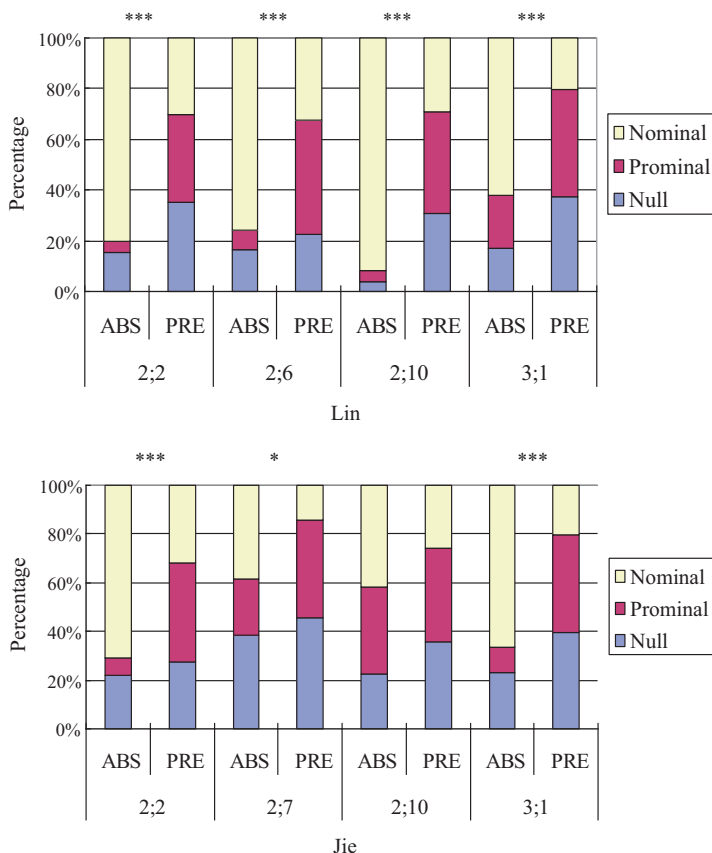 *** *** *** ***
100%
80%
60%
40%
20%
0%
Percentage
Nominal
Prominal
Null
ABS PRE ABS PRE ABS PRE ABS PRE
2;2 2;6 2;10 3;1
Lin
*** * ***
100%
80%
60%
40%
20%
0%
Percentage
Nominal
Prominal
Null
ABS PRE ABS PRE ABS PRE ABS PRE
2;2 2;7 2;10 3;1
Jie